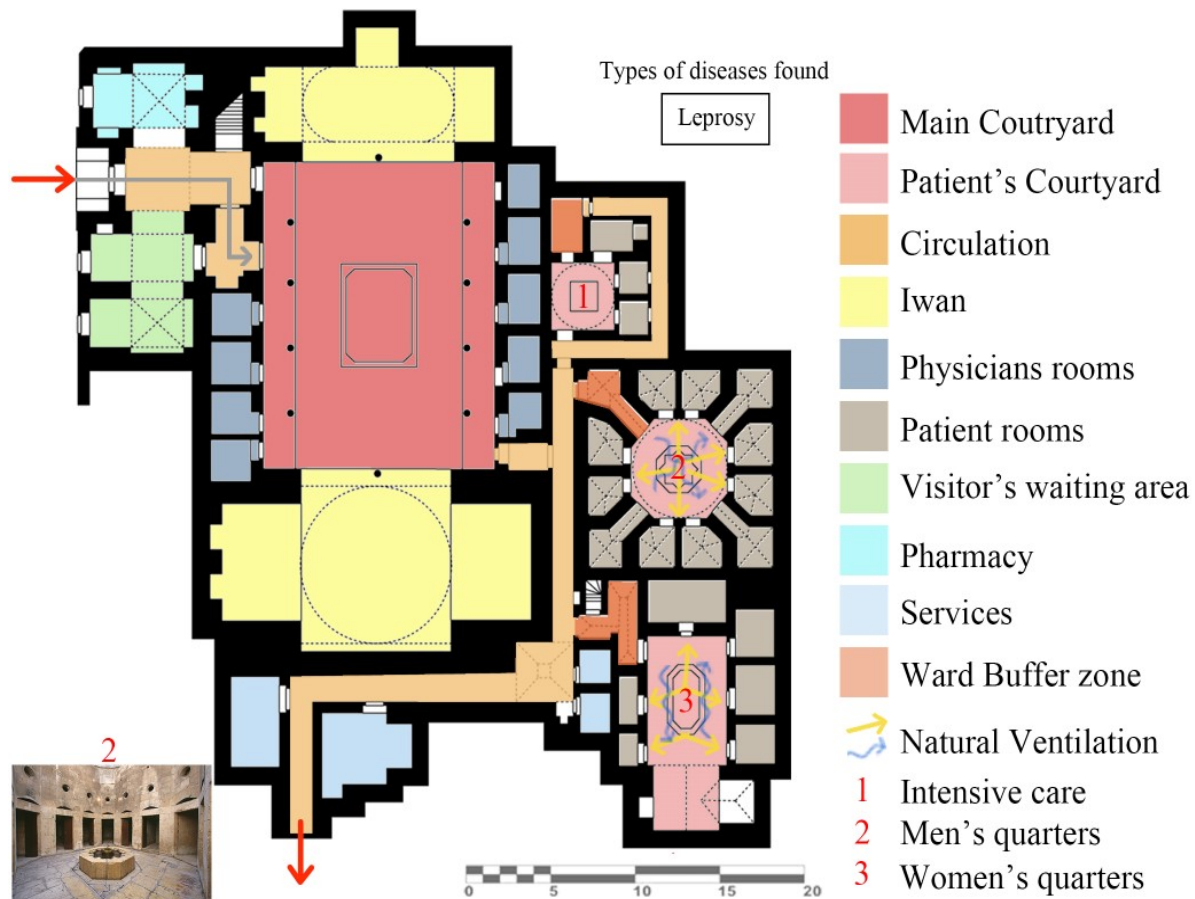 Types of diseases found
Leprosy
Main Coutryard
Patient's Courtyard
Circulation
Iwan
Physicians rooms
Patient rooms
Visitor's waiting area
Pharmacy
Services
Ward Buffer zone
Natural Ventilation
1 Intensive care
2 Men's quarters
3 Women's quarters
1
2
3
2
0 5 10 15 20